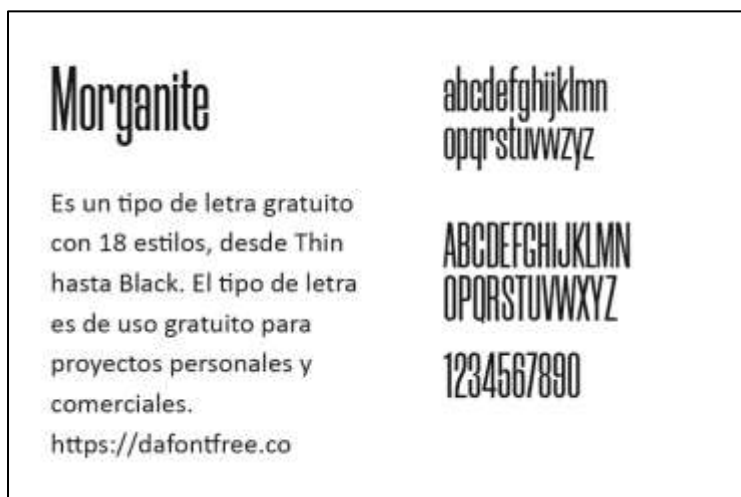 Morganite
Es un tipo de letra gratuito
con 18 estilos, desde Thin
hasta Black. El tipo de letra
es de uso gratuito para
proyectos personales y
comerciales.
https://dafontfree.co
abcdefghijklmn
opqrstuvwzyz
ABCDEFGHIJKLMN
OPQRSTUVWXYZ
1234567890